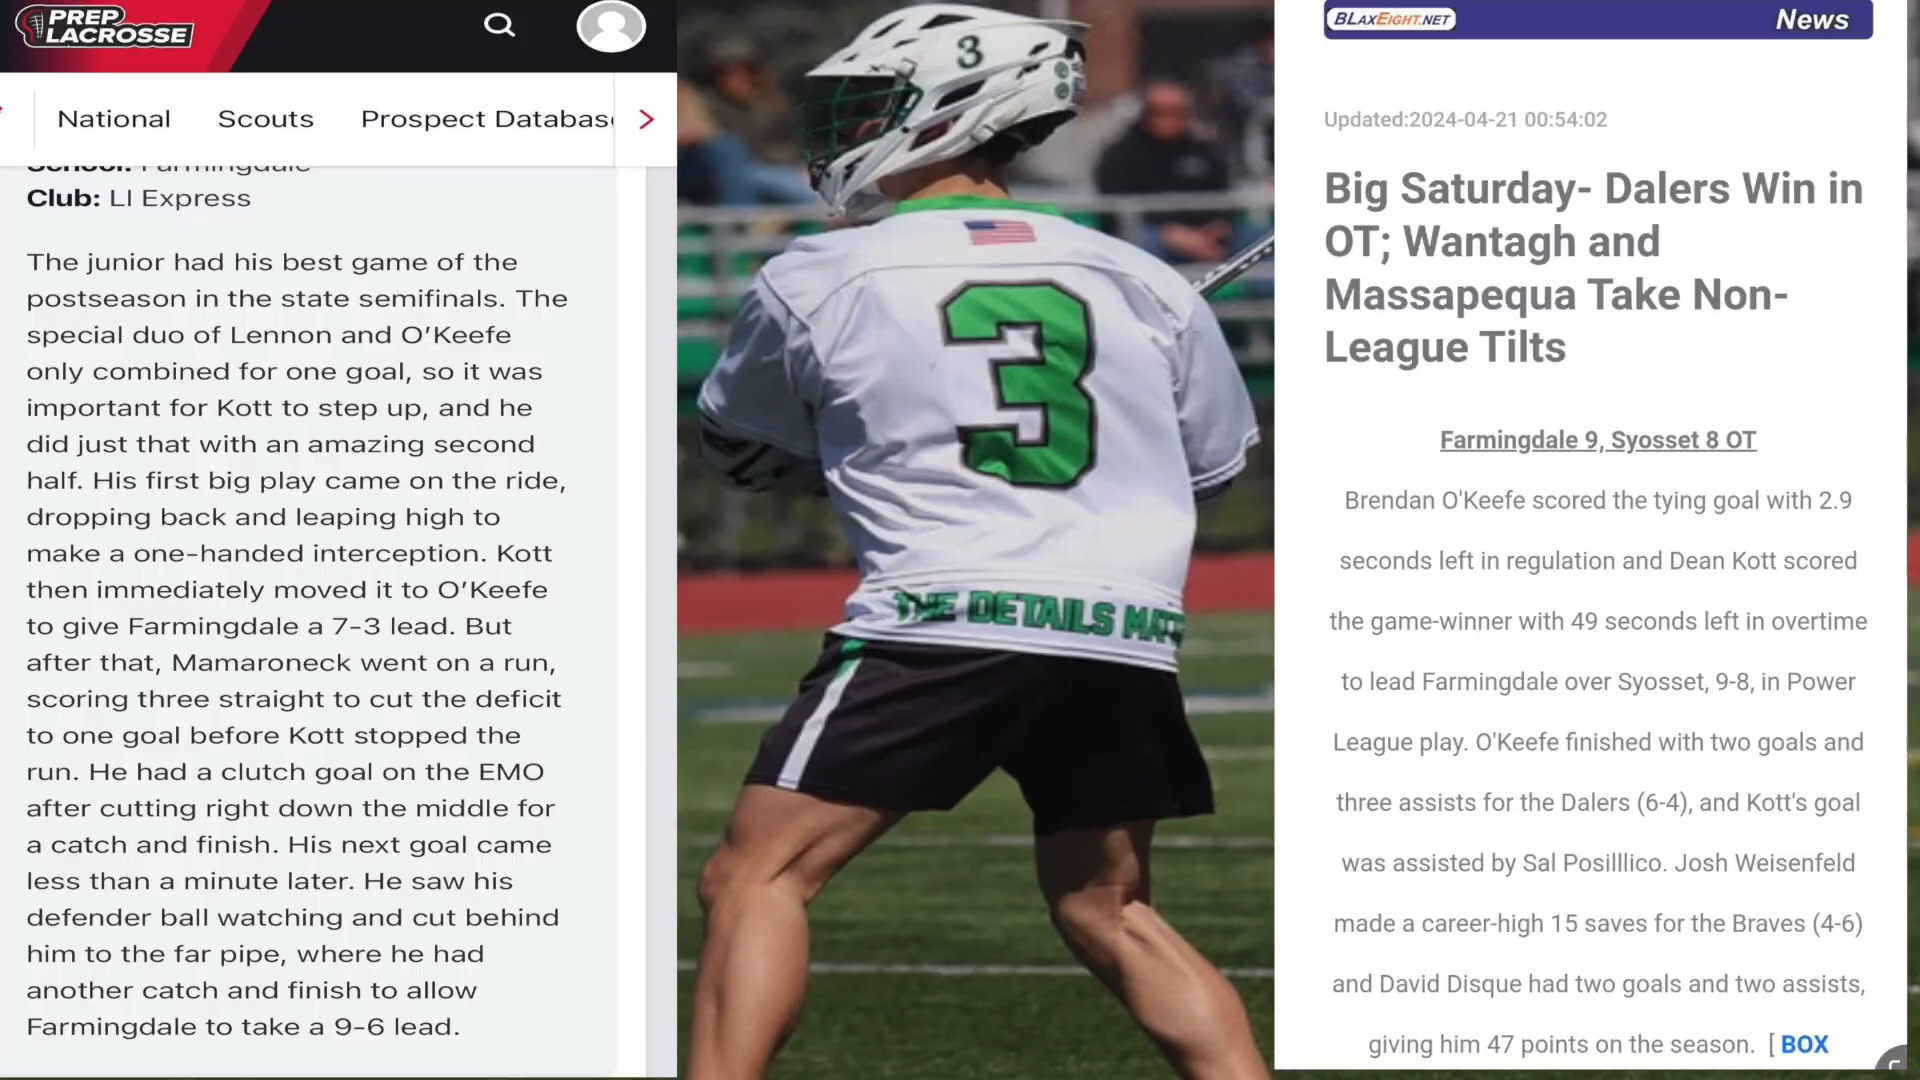 PREP
LACROSSE
National Scouts Prospect Databas
School: Farmingdale
Club: LI Express
The junior had his best game of the
postseason in the state semifinals. The
special duo of Lennon and O’Keefe
only combined for one goal, so it was
important for Kott to step up, and he
did just that with an amazing second
half. His first big play came on the ride,
dropping back and leaping high to
make a one-handed interception. Kott
then immediately moved it to O’Keefe
to give Farmingdale a 7-3 lead. But
after that, Mamaroneck went on a run,
scoring three straight to cut the deficit
to one goal before Kott stopped the
run. He had a clutch goal on the EMO
after cutting right down the middle for
a catch and finish. His next goal came
less than a minute later. He saw his
defender ball watching and cut behind
him to the far pipe, where he had
another catch and finish to allow
Farmingdale to take a 9-6 lead.
3
3
THE DETAILS MAT
BLAXEIGHT.NET News
Updated:2024-04-21 00:54:02
Big Saturday- Dalers Win in
OT; Wantagh and
Massapequa Take Non-
League Tilts
Farmingdale 9, Syosset 8 OT
Brendan O'Keefe scored the tying goal with 2.9
seconds left in regulation and Dean Kott scored
the game-winner with 49 seconds left in overtime
to lead Farmingdale over Syosset, 9-8, in Power
League play. O'Keefe finished with two goals and
three assists for the Dalers (6-4), and Kott's goal
was assisted by Sal Posilllico. Josh Weisenfeld
made a career-high 15 saves for the Braves (4-6)
and David Disque had two goals and two assists,
giving him 47 points on the season. [ BOX